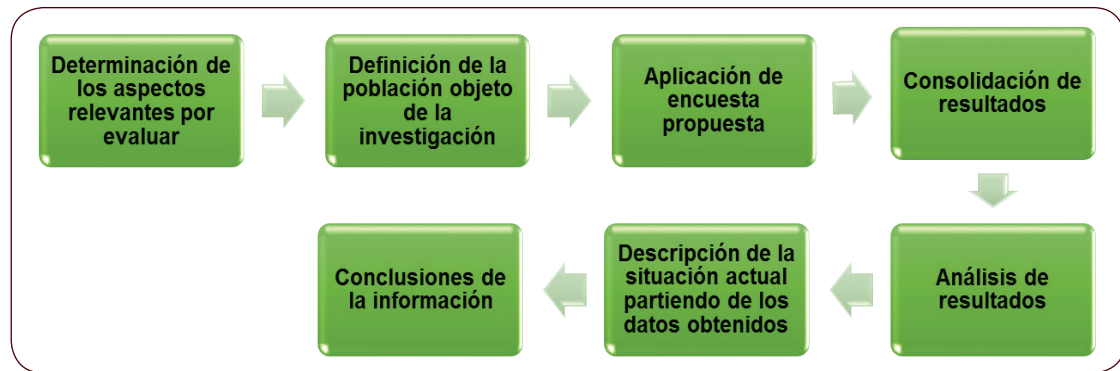 Determinación de
los aspectos
relevantes por
evaluar
Definición de la
población objeto
de la
investigación
Aplicación de
encuesta
propuesta
Consolidación de
resultados
Análisis de
resultados
Descripción de la
situación actual
partiendo de los
datos obtenidos
Conclusiones de
la información